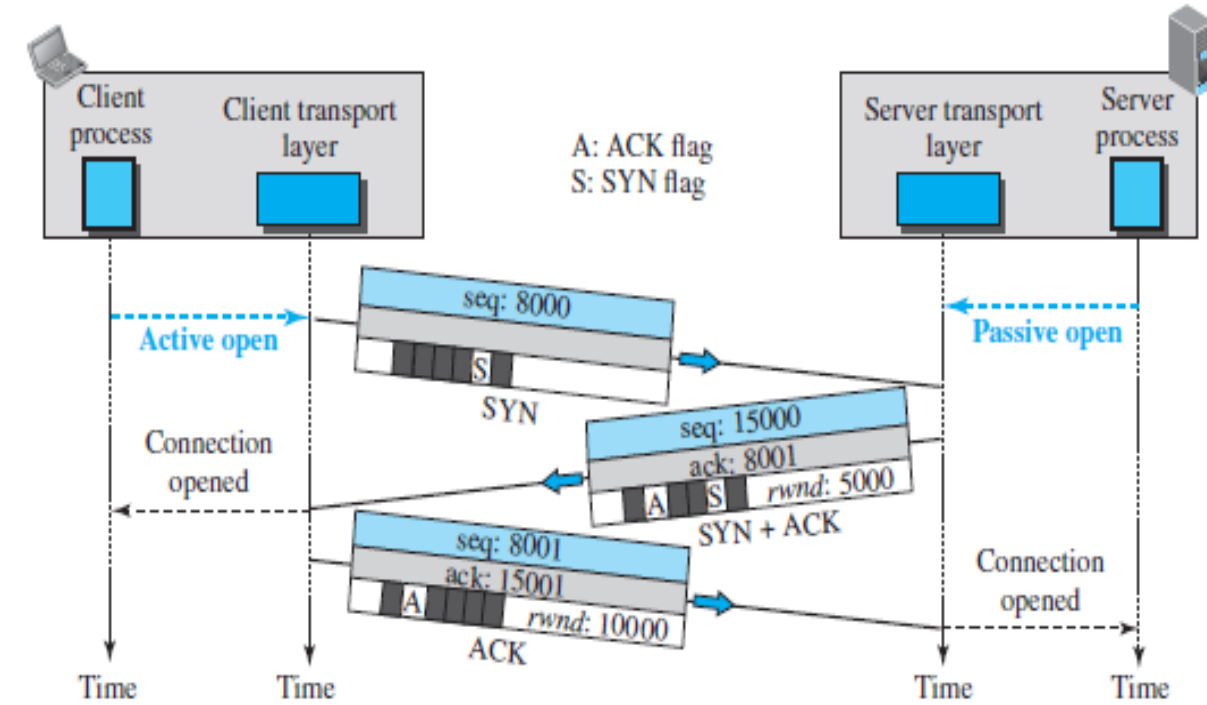 Client
process
Client transport
layer
A: ACK flag
S: SYN flag
Server transport
layer
Server
process
Active open
seq: 8000
S
SYN
Passive open
Connection
opened
seq: 15000
ack: 8001
A S rwnd: 5000
SYN + ACK
seq: 8001
ack: 15001
A rwnd: 10000
ACK
Connection
opened
Time
Time
Time
Time